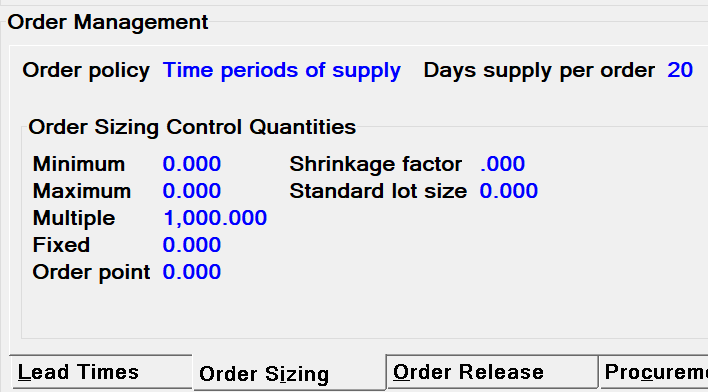 Order Management
Order policy Time periods of supply Days supply per order 20
Order Sizing Control Quantities
Minimum 0.000 Shrinkage factor .000
Maximum 0.000 Standard lot size 0.000
Multiple 1,000.000
Fixed 0.000
Order point 0.000
Lead Times Order Sizing Order Release Procurem